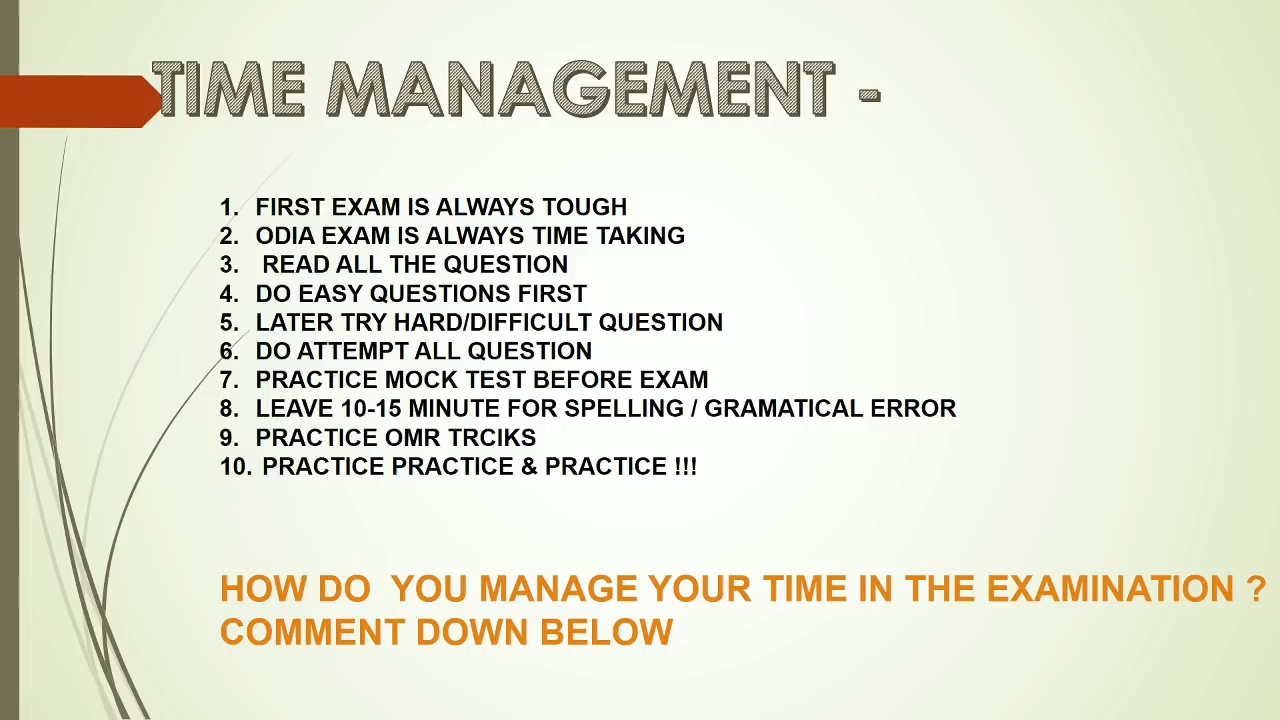 TIME MANAGEMENT -
1. FIRST EXAM IS ALWAYS TOUGH
2. ODIA EXAM IS ALWAYS TIME TAKING
3. READ ALL THE QUESTION
4. DO EASY QUESTIONS FIRST
5. LATER TRY HARD/DIFFICULT QUESTION
6. DO ATTEMPT ALL QUESTION
7. PRACTICE MOCK TEST BEFORE EXAM
8. LEAVE 10-15 MINUTE FOR SPELLING / GRAMATICAL ERROR
9. PRACTICE OMR TRCIKS
10. PRACTICE PRACTICE & PRACTICE !!!
HOW DO YOU MANAGE YOUR TIME IN THE EXAMINATION ?
COMMENT DOWN BELOW